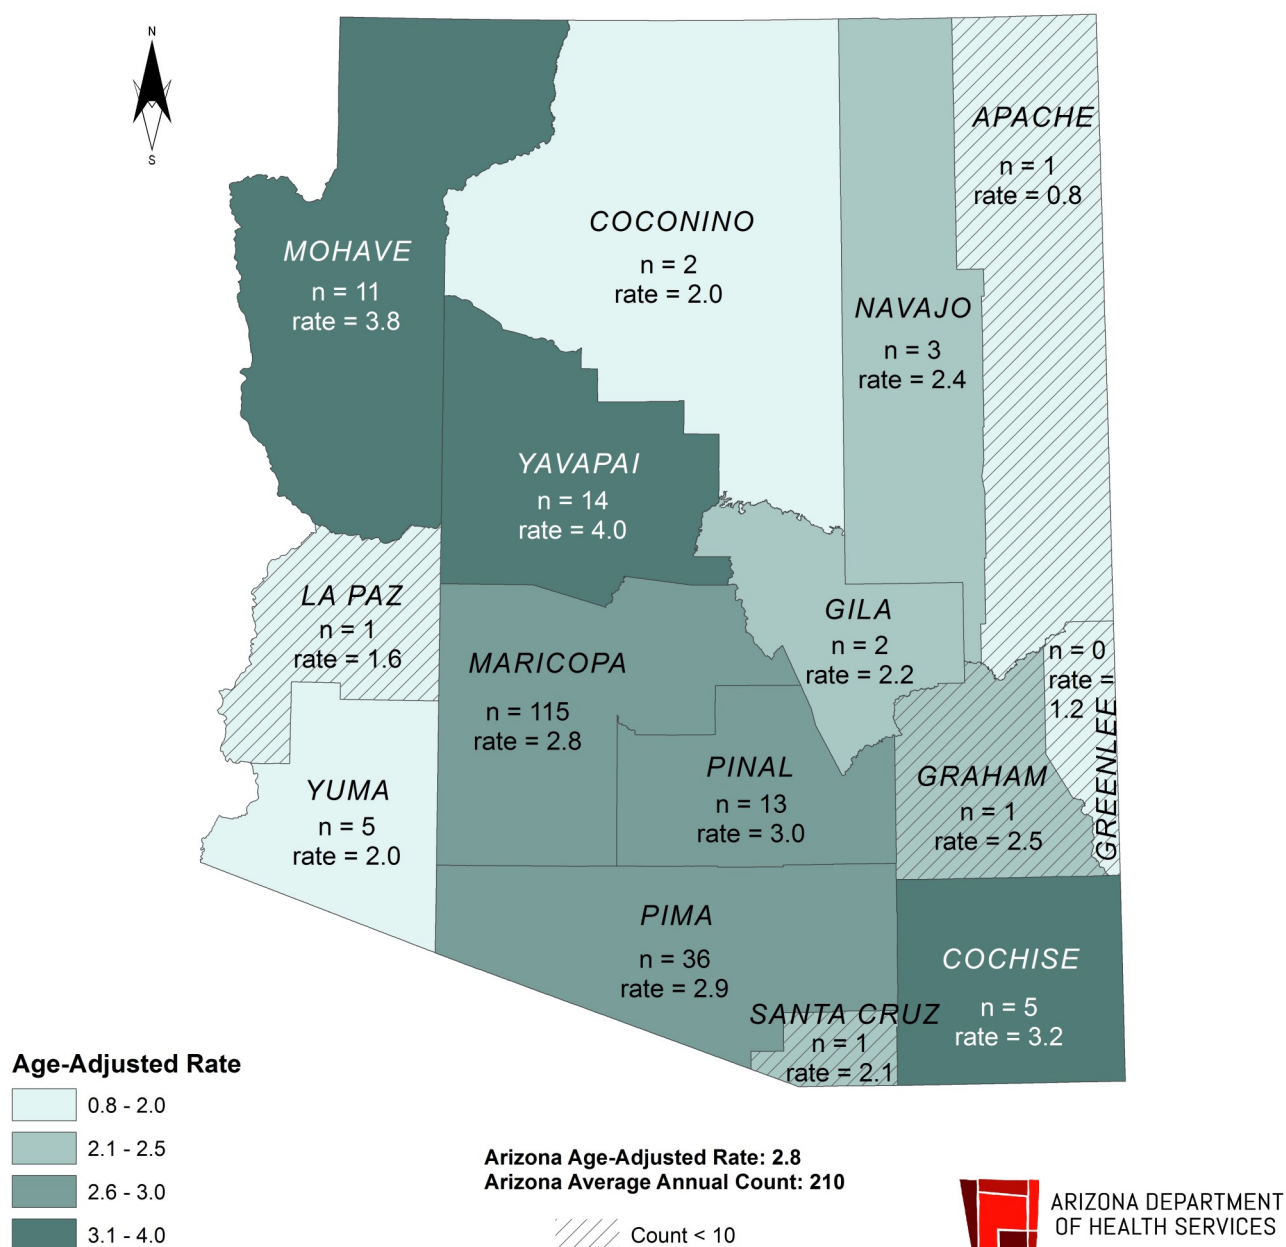 N
S
APACHE
n = 1
rate = 0.8
COCONINO
n = 2
rate = 2.0
MOHAVE
n = 11
rate = 3.8
NAVAJO
n = 3
rate = 2.4
YAVAPAI
n = 14
rate = 4.0
LA PAZ
n = 1
rate = 1.6
GILA
n = 2
rate = 2.2
MARICOPA
n = 115
rate = 2.8
n = 0
rate =
1.2
GREENLEE
PINAL
n = 13
rate = 3.0
GRAHAM
n = 1
rate = 2.5
YUMA
n = 5
rate = 2.0
PIMA
n = 36
rate = 2.9
COCHISE
n = 5
rate = 3.2
SANTA CRUZ
n = 1
rate = 2.1
Age-Adjusted Rate
0.8 - 2.0
2.1 - 2.5
2.6 - 3.0
3.1 - 4.0
Arizona Age-Adjusted Rate: 2.8
Arizona Average Annual Count: 210
Count < 10
ARIZONA DEPARTMENT
OF HEALTH SERVICES